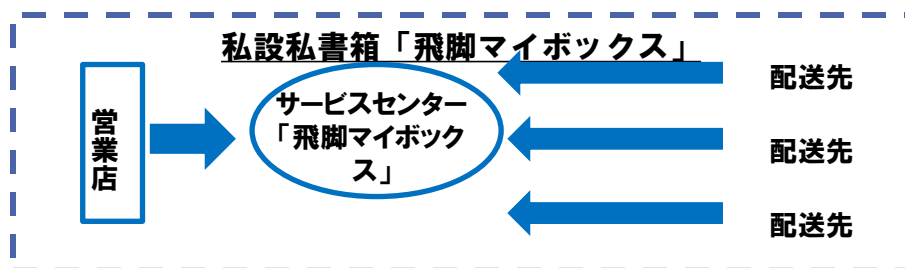 私設私書箱「飛脚マイボックス」
営業店
サービスセンター
「飛脚マイボック
ス」
配送先
配送先
配送先